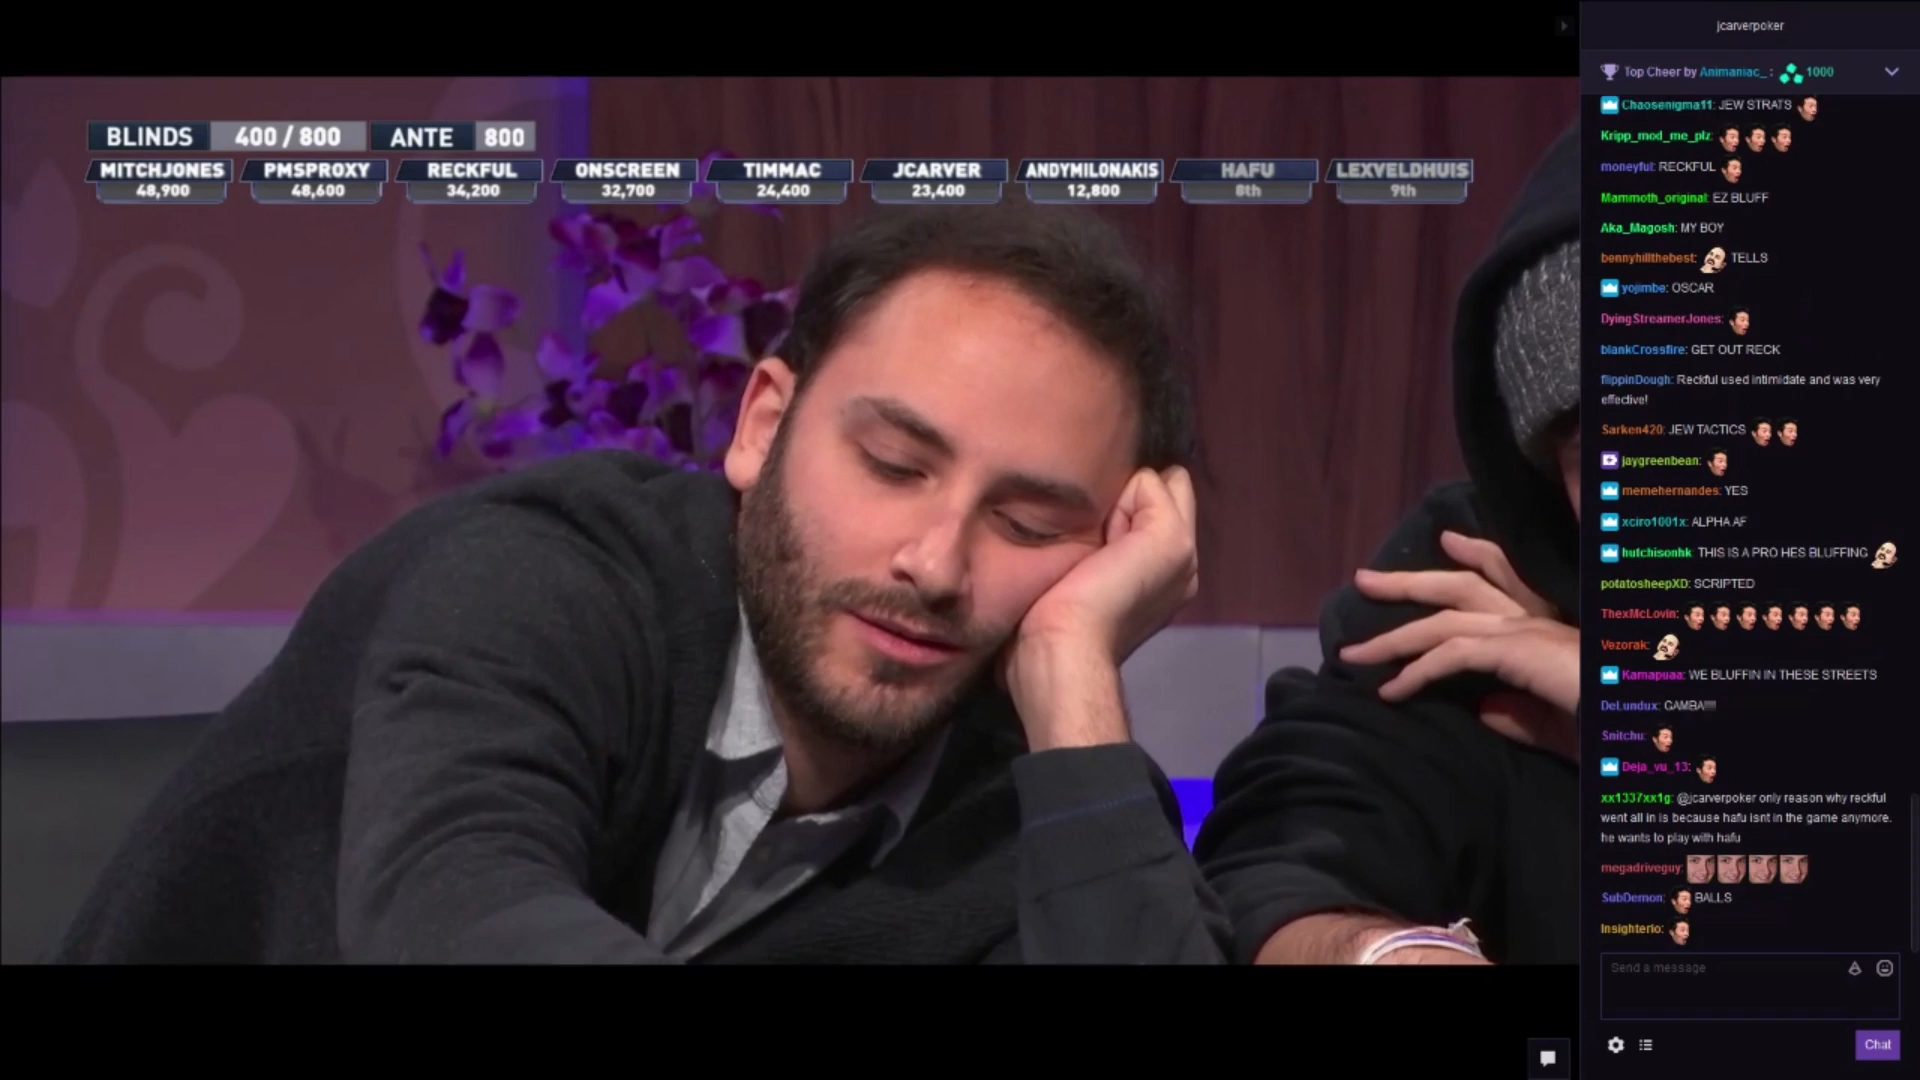 jcarverpoker
Top Cheer by Animaniac_ : 1000
BLINDS 400 / 800 ANTE 800
MITCHJONES PMSPROXY RECKFUL ONSCREEN TIMMAC JCARVER ANDYMILONAKIS HAFU LEXVELDHUIS
48,900 48,600 34,200 32,700 24,400 23,400 12,800 8th 9th
Chaosenigma11: JEW STRATS
Kripp_mod_me_plz:
moneyful: RECKFUL
Mammoth_original: EZ BLUFF
Aka_Magosh: MY BOY
bennyhillthebest: TELLS
yojimbe: OSCAR
DyingStreamerJones:
blankCrossfire: GET OUT RECK
flippinDough: Reckful used intimidate and was very
effective!
Sarken420: JEW TACTICS
jaygreenbean:
memehernandes: YES
xciro1001x: ALPHA AF
hutchisonhk: THIS IS A PRO HES BLUFFING
potatosheepXD: SCRIPTED
ThexMcLovin:
Vezorak:
Kamapuaa: WE BLUFFIN IN THESE STREETS
DeLundux: GAMBA!!!!
Snitchu:
Deja_vu_13:
xx1337xx1g: @jcarverpoker only reason why reckful
went all in is because hafu isnt in the game anymore.
he wants to play with hafu
megadriveguy:
SubDemon: BALLS
Insighterio:
Send a message
Chat